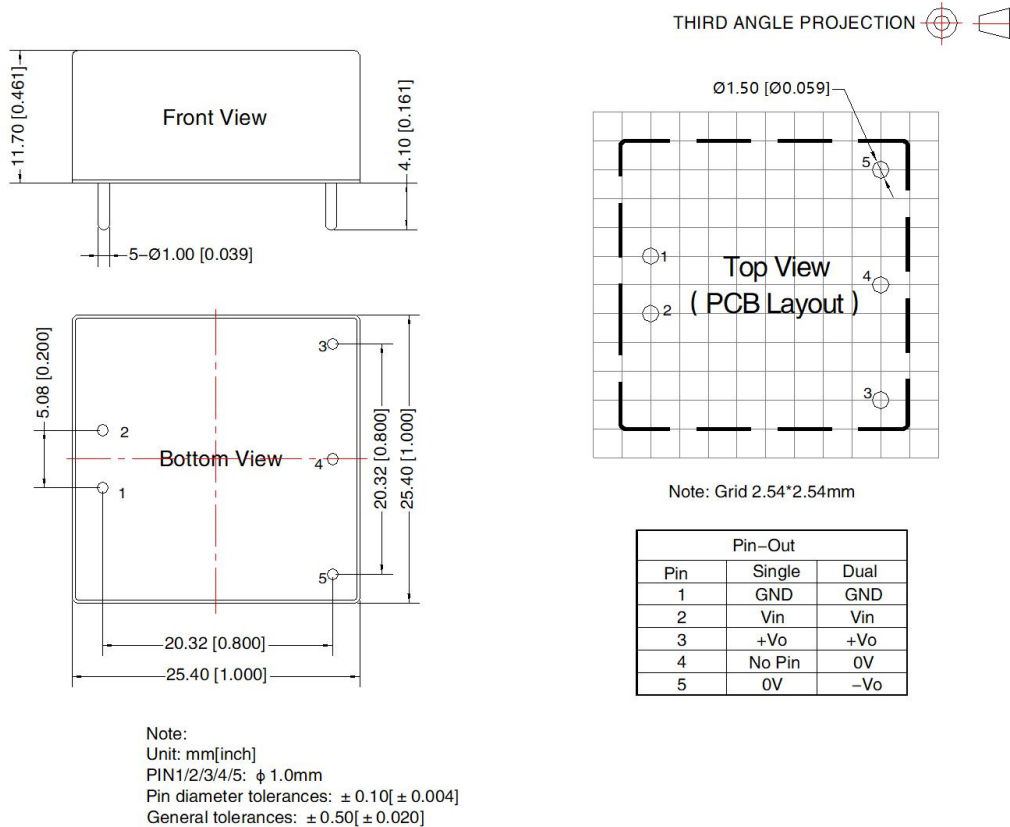 THIRD ANGLE PROJECTION
11.70 [0.461]
Front View
4.10 [0.161]
5–Ø1.00 [0.039]
Ø1.50 [Ø0.059]
5
1
Top View
4
2
( PCB Layout )
3
Note: Grid 2.54*2.54mm
5.08 [0.200]
3
2
Bottom View
4
1
5
20.32 [0.800]
25.40 [1.000]
20.32 [0.800]
25.40 [1.000]
Pin–Out
Pin Single Dual
1 GND GND
2 Vin Vin
3 +Vo +Vo
4 No Pin 0V
5 0V –Vo
Note:
Unit: mm[inch]
PIN1/2/3/4/5: ϕ1.0mm
Pin diameter tolerances: ±0.10[±0.004]
General tolerances: ±0.50[±0.020]